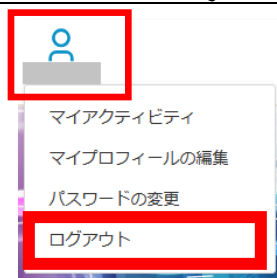 マイアクティビティ
マイプロフィールの編集
パスワードの変更
ログアウト